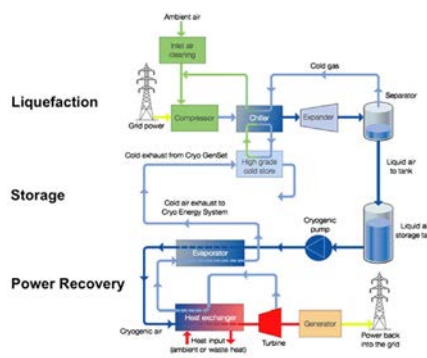 Ambient air
Inlet air
cleaning
Cold gas
Separator
Liquefaction
Grid power
Compressor
Chiller
Expander
Cold exhaust from Cryo GenSet
High grade
cold store
Liquid air
to tank
Storage
Cold air exhaust to
Cryo Energy System
Cryogenic
pump
Liquid air
storage ta
Evaporator
Power Recovery
Heat exchanger
Cryogenic air
Turbine
Generator
Heat input
(ambient or waste heat)
Power back
into the grid